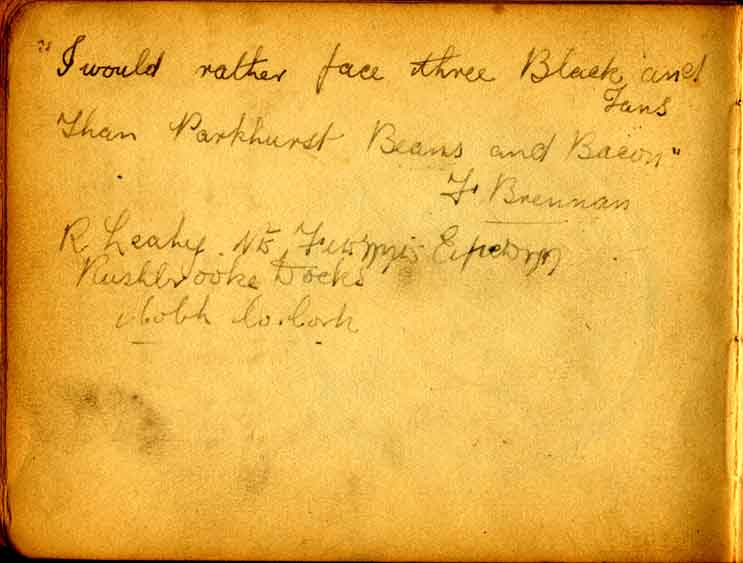 "I would rather face three Black and
Tans
Than Parkhurst Beans and Bacon"
F Brennan
R Leahy
Rushbrooke Docks
Cobh Co. Cork